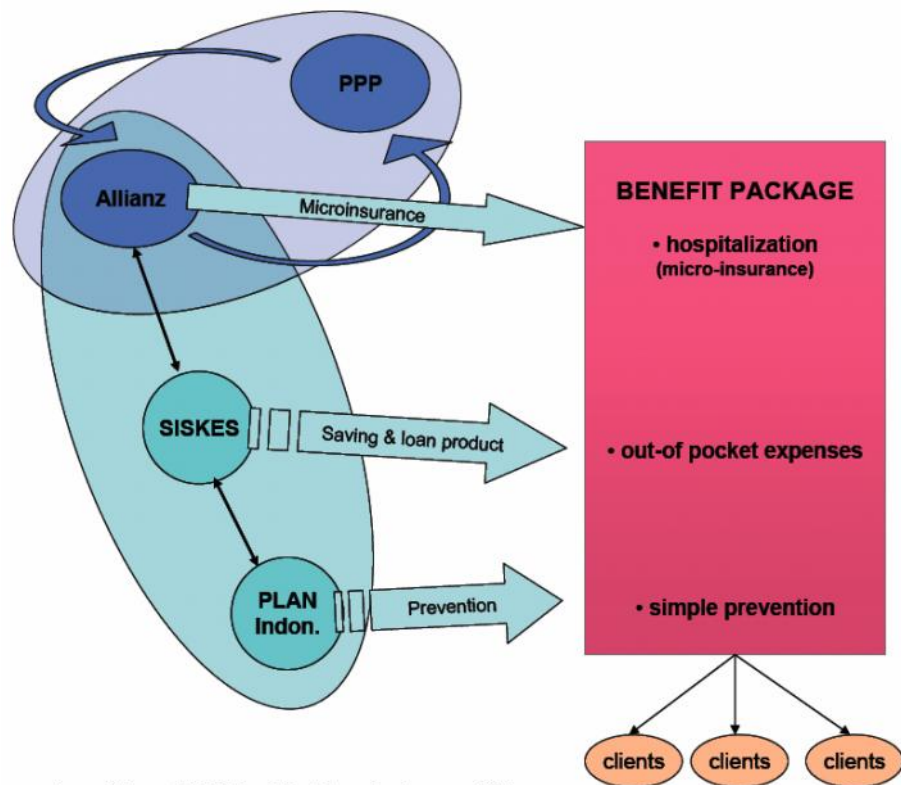 PPP
Allianz
Microinsurance
BENEFIT PACKAGE
• hospitalization
(micro-insurance)
SISKES
Saving & loan product
• out-of pocket expenses
PLAN
Indon.
Prevention
• simple prevention
clients
clients
clients